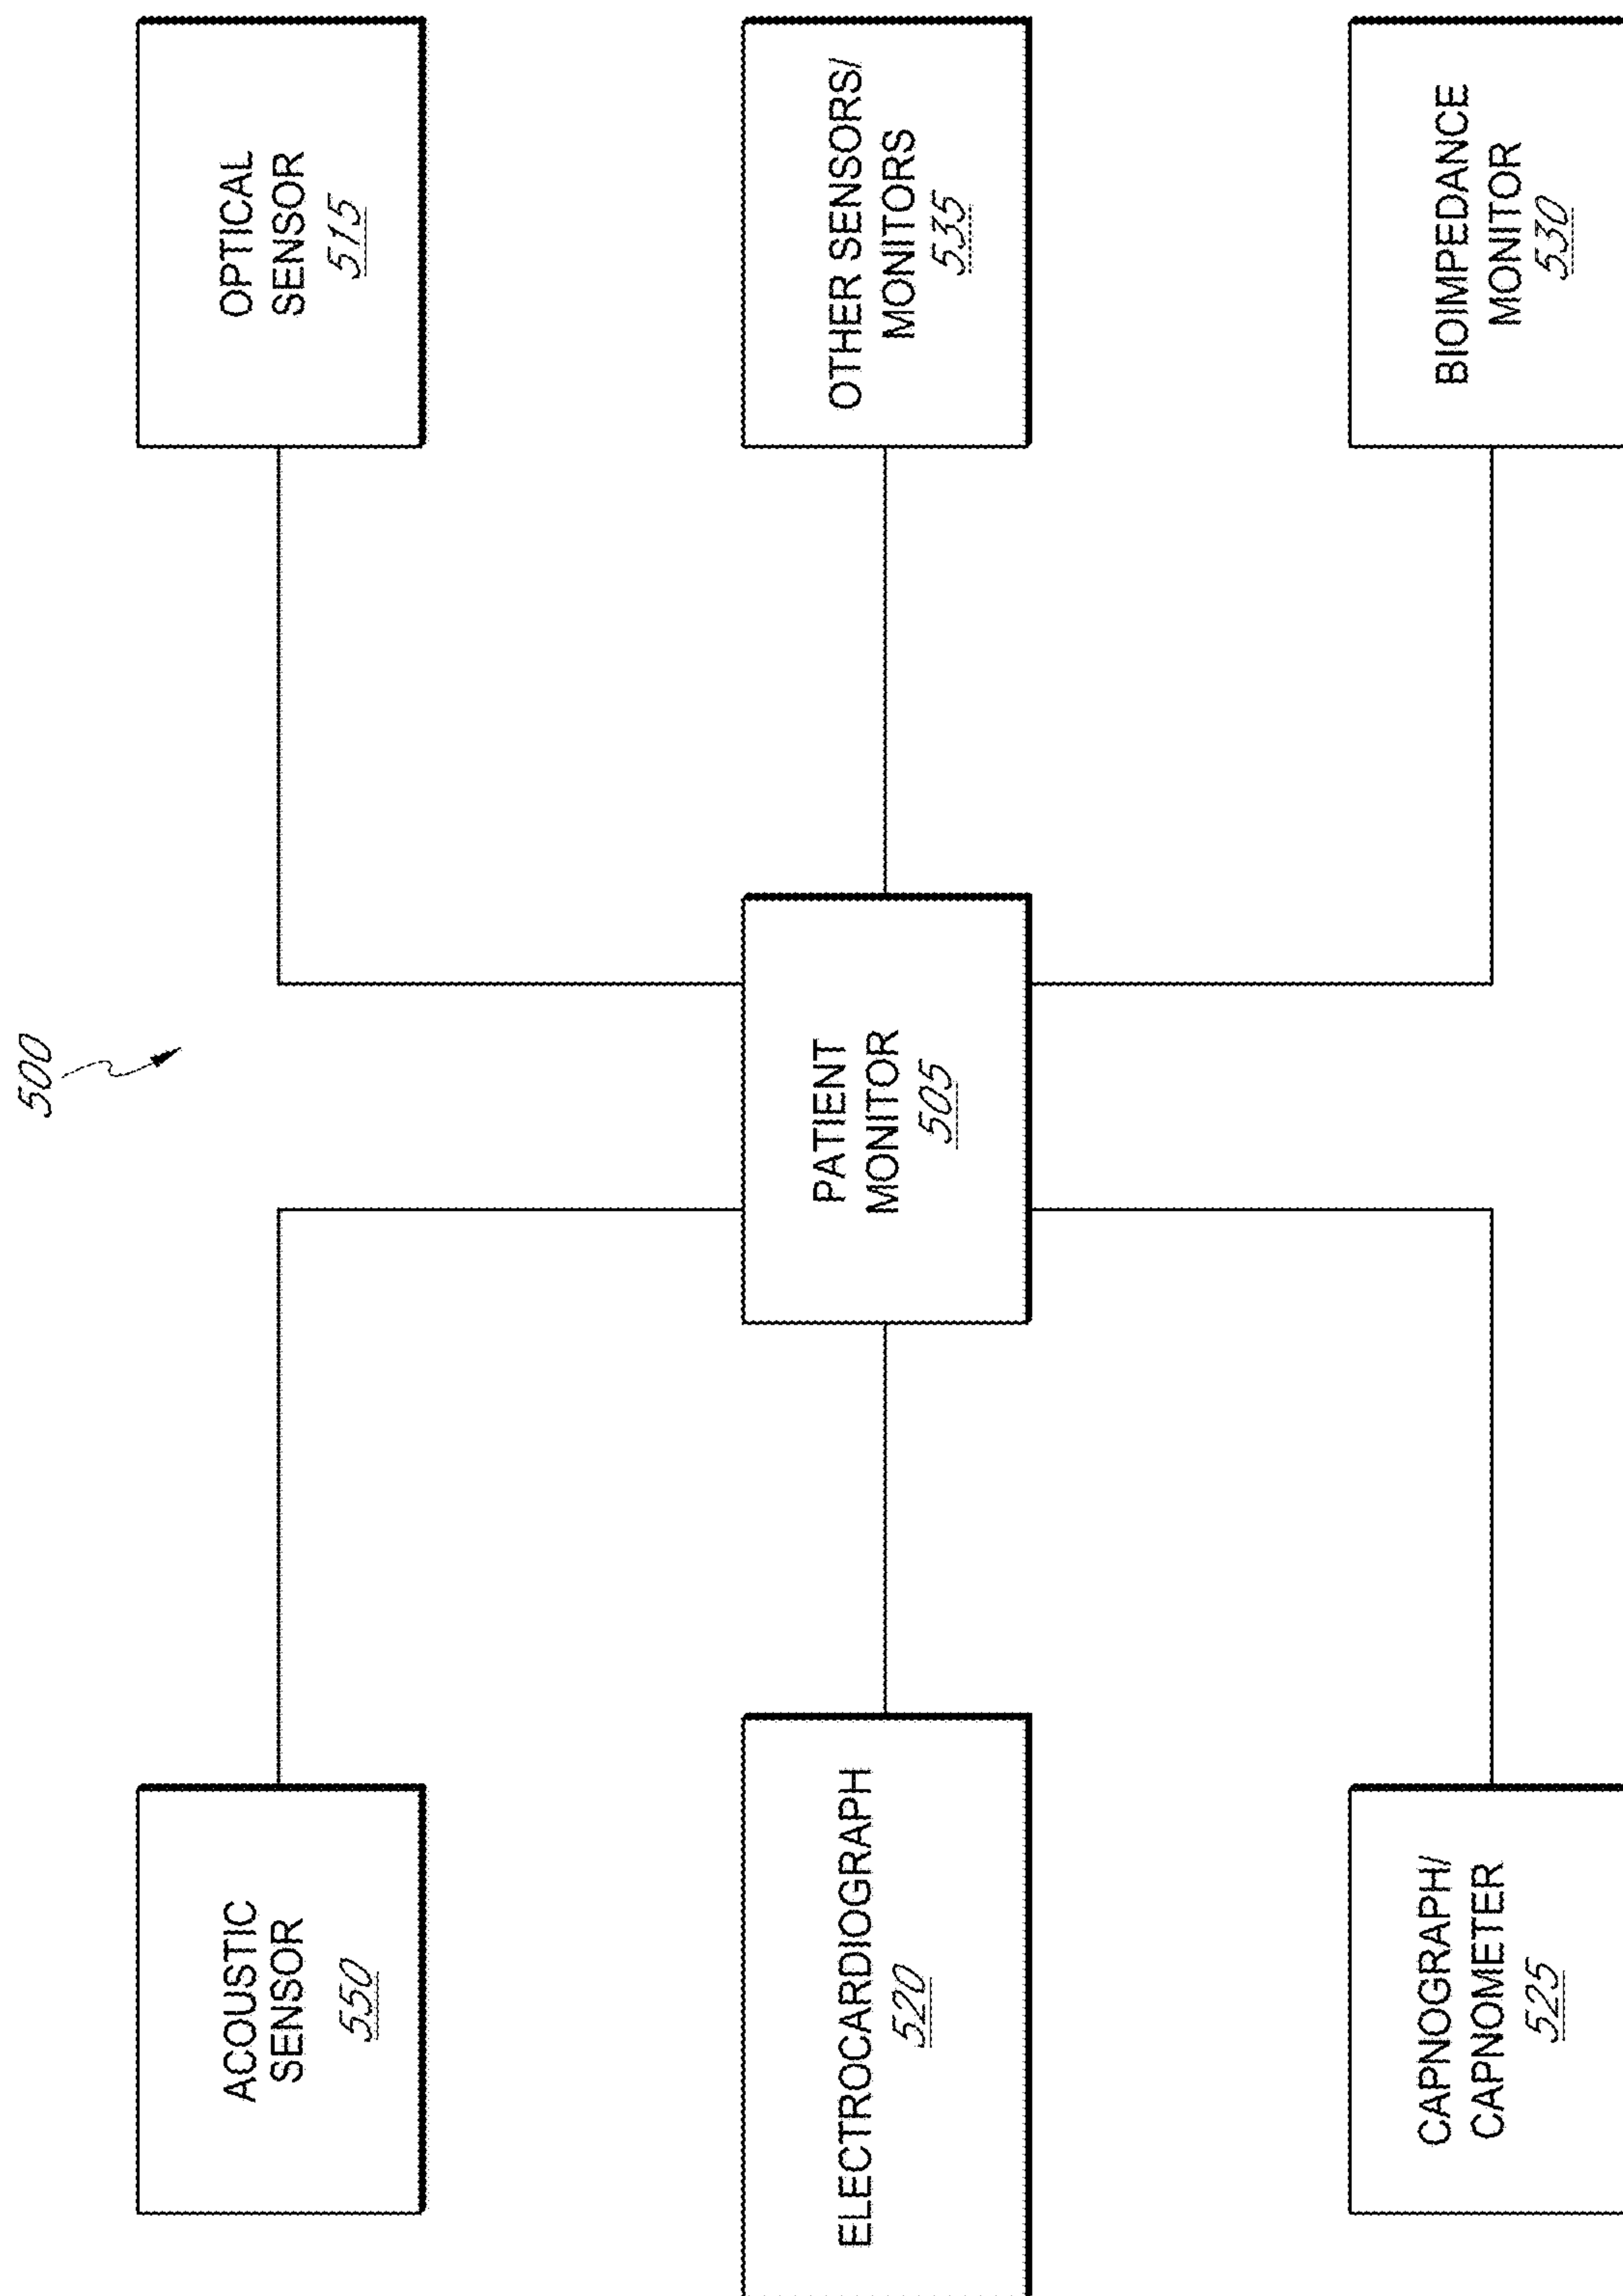 500
ACOUSTIC
SENSOR
550
OPTICAL
SENSOR
515
ELECTROCARDIOGRAPH
520
PATIENT
MONITOR
505
OTHER SENSORS/
MONITORS
535
CAPNOGRAPH/
CAPNOMETER
525
BIOIMPEDANCE
MONITOR
530